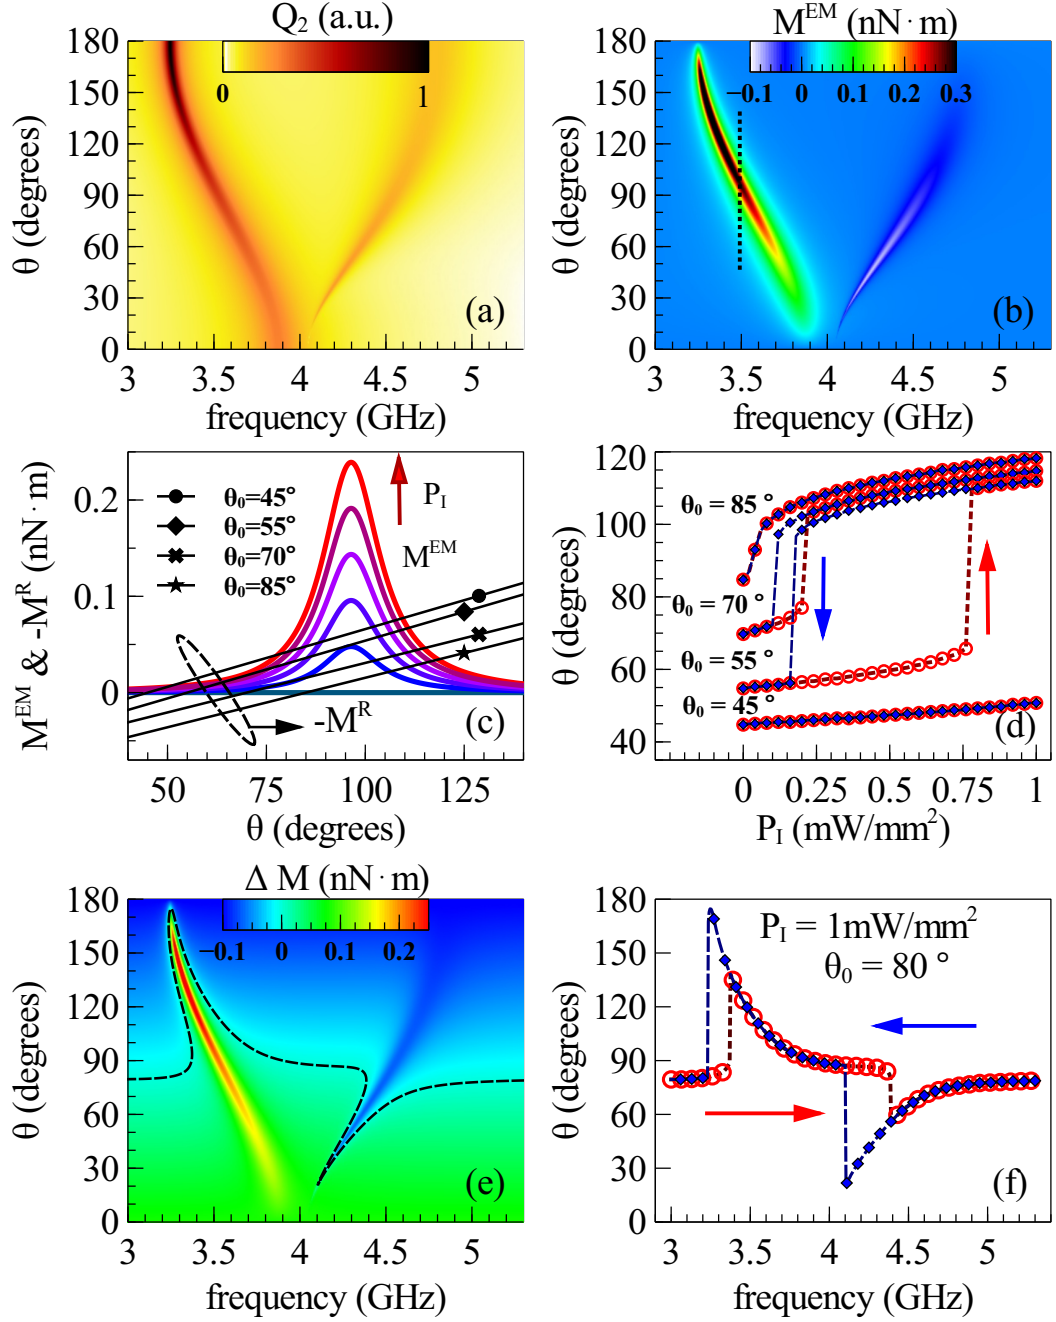 Q₂ (a.u.)
0 1
180
150
120
90
60
30
0
θ (degrees)
(a)
3 3.5 4 4.5 5
frequency (GHz)
M^EM (nN·m)
−0.1 0 0.1 0.2 0.3
180
150
120
90
60
30
0
θ (degrees)
(b)
3 3.5 4 4.5 5
frequency (GHz)
M^EM & -M^R (nN·m)
0.2
0.1
0
θ₀=45°
θ₀=55°
θ₀=70°
θ₀=85°
P_I
M^EM
-M^R
(c)
50 75 100 125
θ (degrees)
120
100
80
60
40
θ (degrees)
θ₀ = 85 °
θ₀ = 70 °
θ₀ = 55 °
θ₀ = 45 °
(d)
0 0.25 0.5 0.75 1
P_I (mW/mm²)
Δ M (nN·m)
−0.1 0 0.1 0.2
180
150
120
90
60
30
0
θ (degrees)
(e)
3 3.5 4 4.5 5
frequency (GHz)
180
150
120
90
60
30
0
θ (degrees)
P_I = 1mW/mm²
θ₀ = 80 °
(f)
3 3.5 4 4.5 5
frequency (GHz)